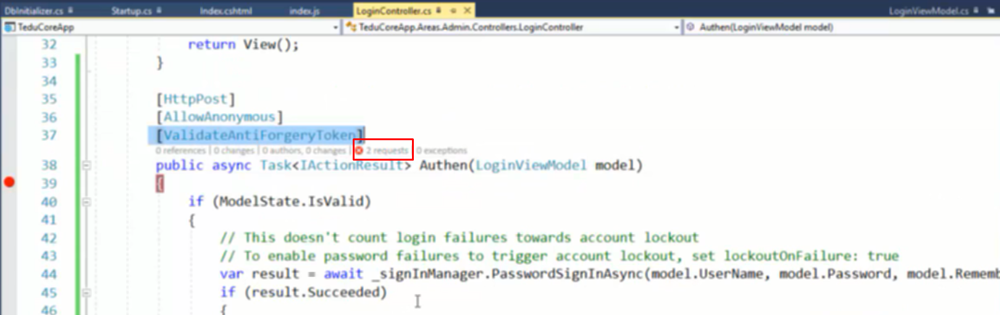 DbInitializer.cs Startup.cs Index.cshtml index.js LoginController.cs LoginViewModel.cs
TeduCoreApp TeduCoreApp.Areas.Admin.Controllers.LoginController Authen(LoginViewModel model)
32 return View();
33 }
34
35 [HttpPost]
36 [AllowAnonymous]
37 [ValidateAntiForgeryToken]
0 references | 0 changes | 0 authors, 0 changes | 2 requests | 0 exceptions
38 public async Task<IActionResult> Authen(LoginViewModel model)
39 {
40 if (ModelState.IsValid)
41 {
42 // This doesn't count login failures towards account lockout
43 // To enable password failures to trigger account lockout, set lockoutOnFailure: true
44 var result = await _signInManager.PasswordSignInAsync(model.UserName, model.Password, model.Rememb
45 if (result.Succeeded)
46 {